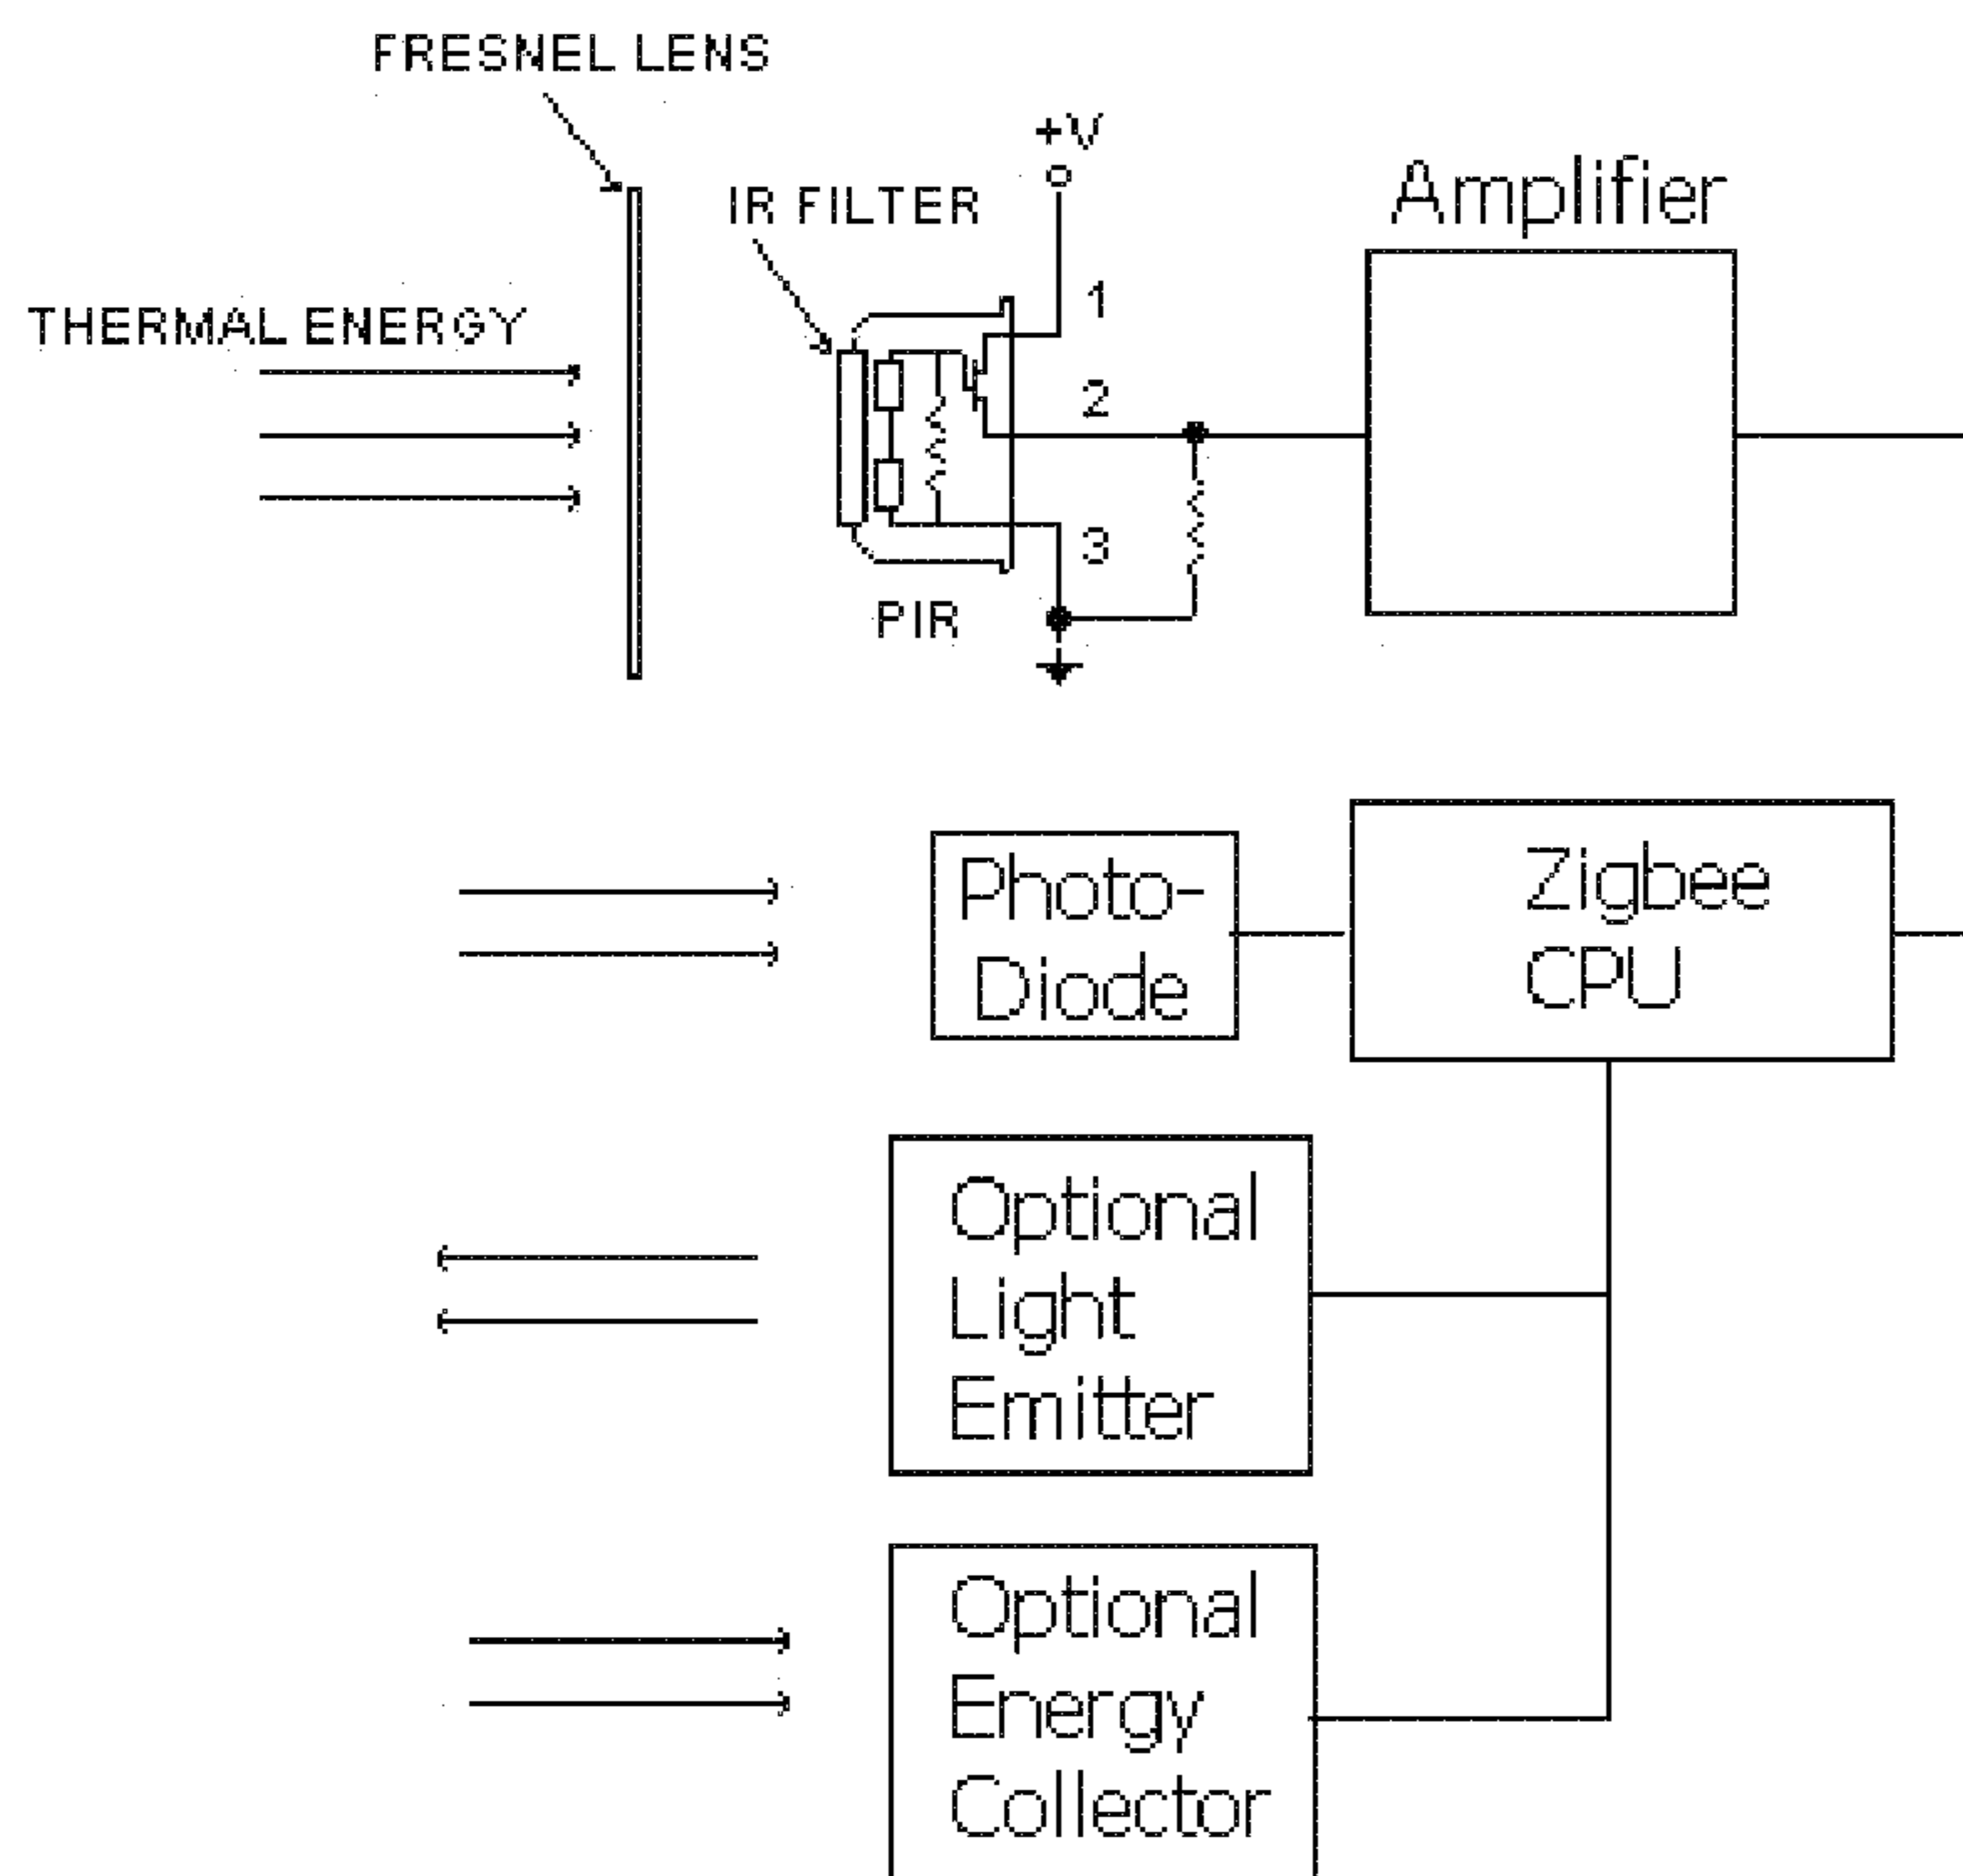 FRESNEL LENS
+V
Amplifier
IR FILTER
1
THERMAL ENERGY
2
3
PIR
Photo-
Diode
Zigbee
CPU
Optional
Light
Emitter
Optional
Energy
Collector